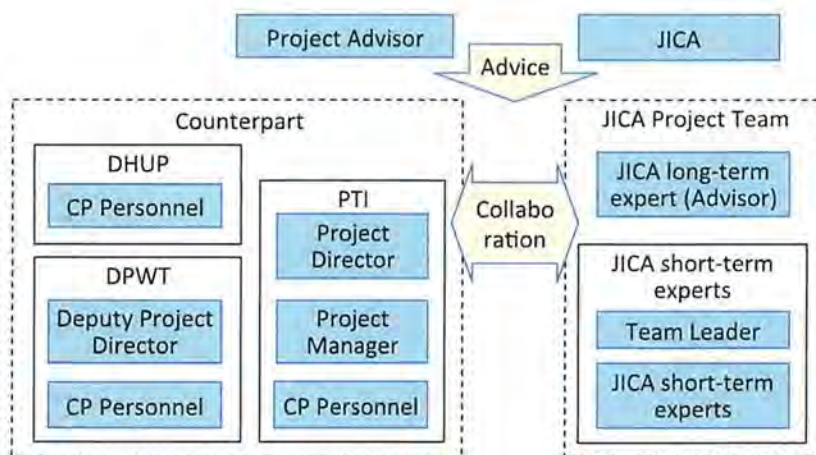 Project Advisor
JICA
Advice
Counterpart
DHUP
CP Personnel
DPWT
Deputy Project
Director
CP Personnel
PTI
Project
Director
Project
Manager
CP Personnel
Collabo
ration
JICA Project Team
JICA long-term
expert (Advisor)
JICA short-term
experts
Team Leader
JICA short-term
experts